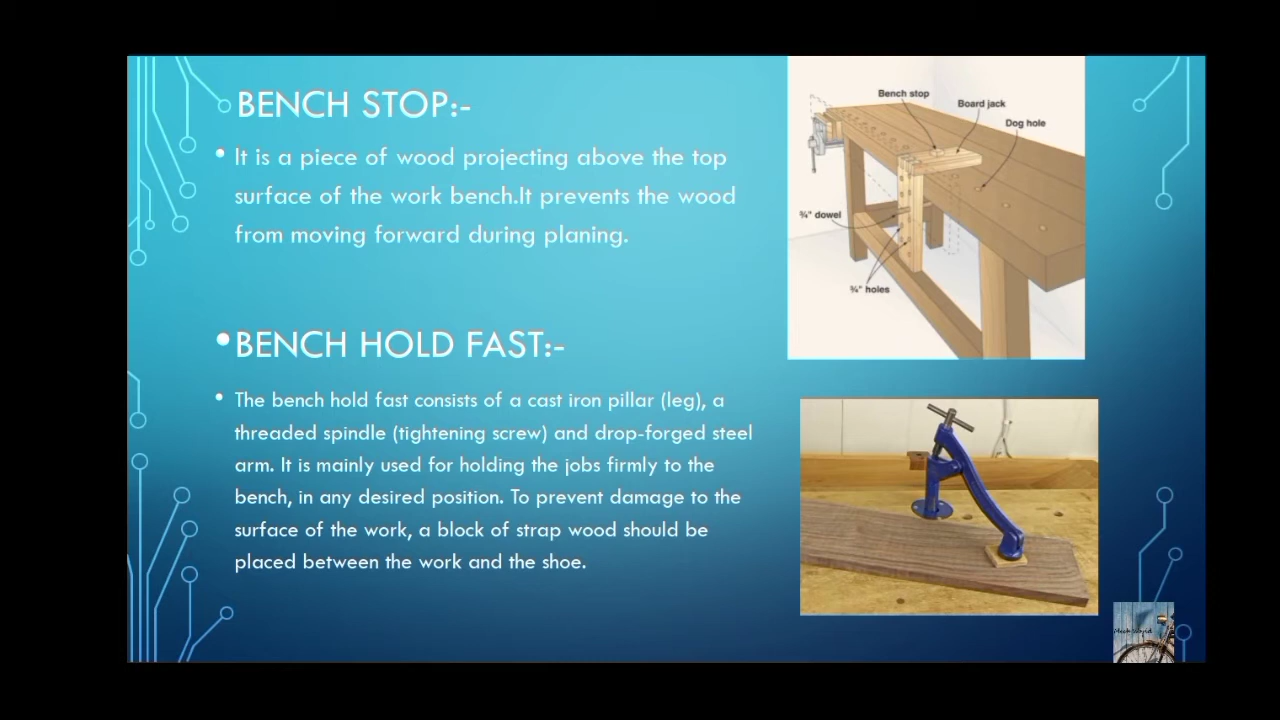 BENCH STOP:-
• It is a piece of wood projecting above the top
surface of the work bench.It prevents the wood
from moving forward during planing.
• BENCH HOLD FAST:-
• The bench hold fast consists of a cast iron pillar (leg), a
threaded spindle (tightening screw) and drop-forged steel
arm. It is mainly used for holding the jobs firmly to the
bench, in any desired position. To prevent damage to the
surface of the work, a block of strap wood should be
placed between the work and the shoe.
Bench stop
Board jack
Dog hole
¾" dowel
¾" holes